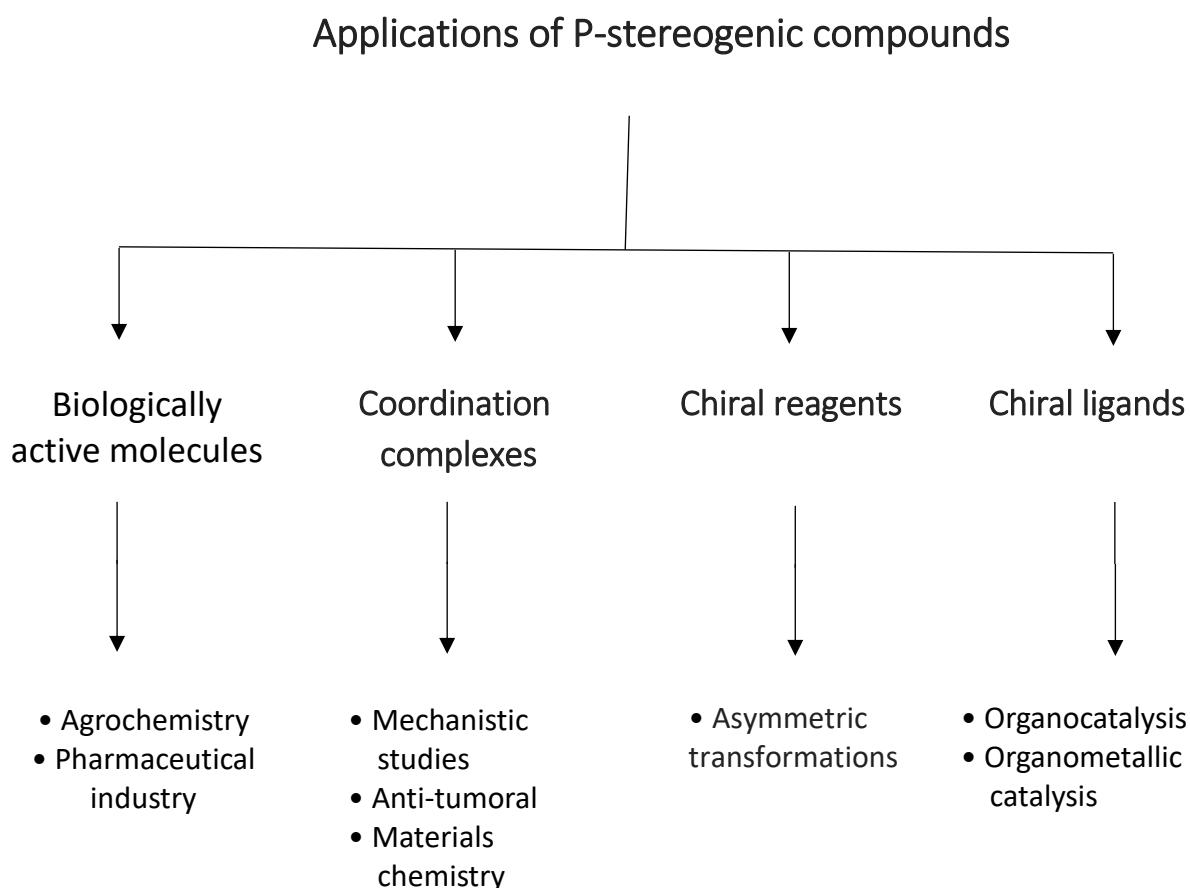 Applications of P-stereogenic compounds
Biologically
active molecules
Coordination
complexes
Chiral reagents
Chiral ligands
• Agrochemistry
• Pharmaceutical
industry
• Mechanistic
studies
• Anti-tumoral
• Materials
chemistry
• Asymmetric
transformations
• Organocatalysis
• Organometallic
catalysis